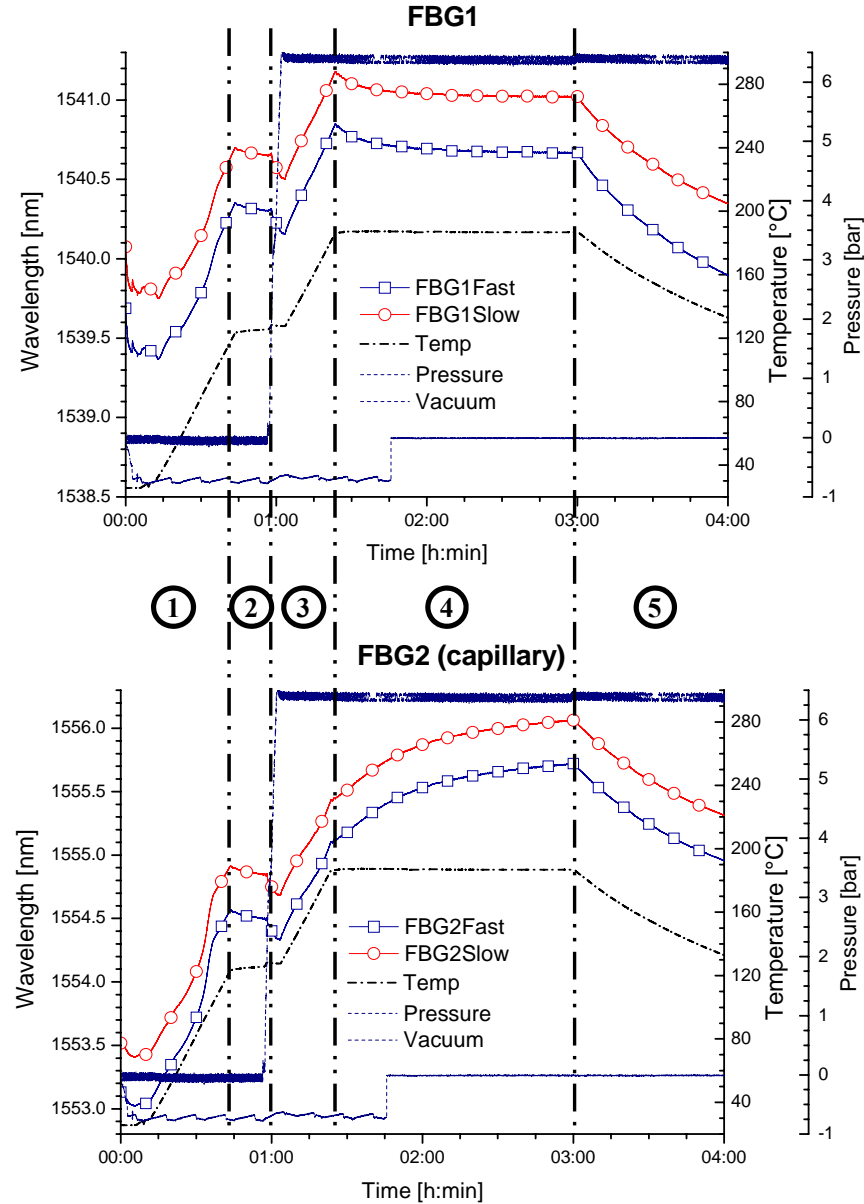 FBG1
Wavelength [nm]
1541.0
1540.5
1540.0
1539.5
1539.0
1538.5
280
240
200
160
120
80
40
Temperature [°C]
6
5
4
3
2
1
0
-1
Pressure [bar]
FBG1Fast
FBG1Slow
Temp
Pressure
Vacuum
00:00 01:00 02:00 03:00 04:00
Time [h:min]
1 2 3 4 5
FBG2 (capillary)
Wavelength [nm]
1556.0
1555.5
1555.0
1554.5
1554.0
1553.5
1553.0
280
240
200
160
120
80
40
Temperature [°C]
6
5
4
3
2
1
0
-1
Pressure [bar]
FBG2Fast
FBG2Slow
Temp
Pressure
Vacuum
00:00 01:00 02:00 03:00 04:00
Time [h:min]